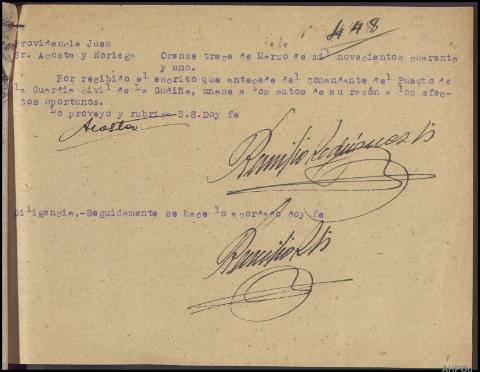 448
Providencia Juez
Sr. Acosta y Noriega Orense trece de Marzo de mil novecientos cuarenta
y uno.
Por recibido el escrito que antecede del comandante del Puesto de
la Guardia civil de La Gudiña, unase a los autos de su razón a los efec-
tos oportunos.
Lo proveyo y rubrica S.S.Doy fe
Acosta
Diligencia,-Seguidamente se hace lo acordado doy fe